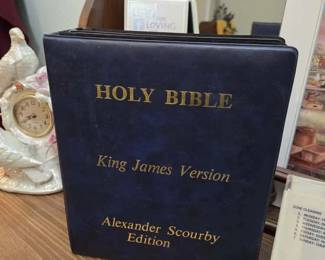 LOVING
HOLY BIBLE
King James Version
Alexander Scourby
Edition